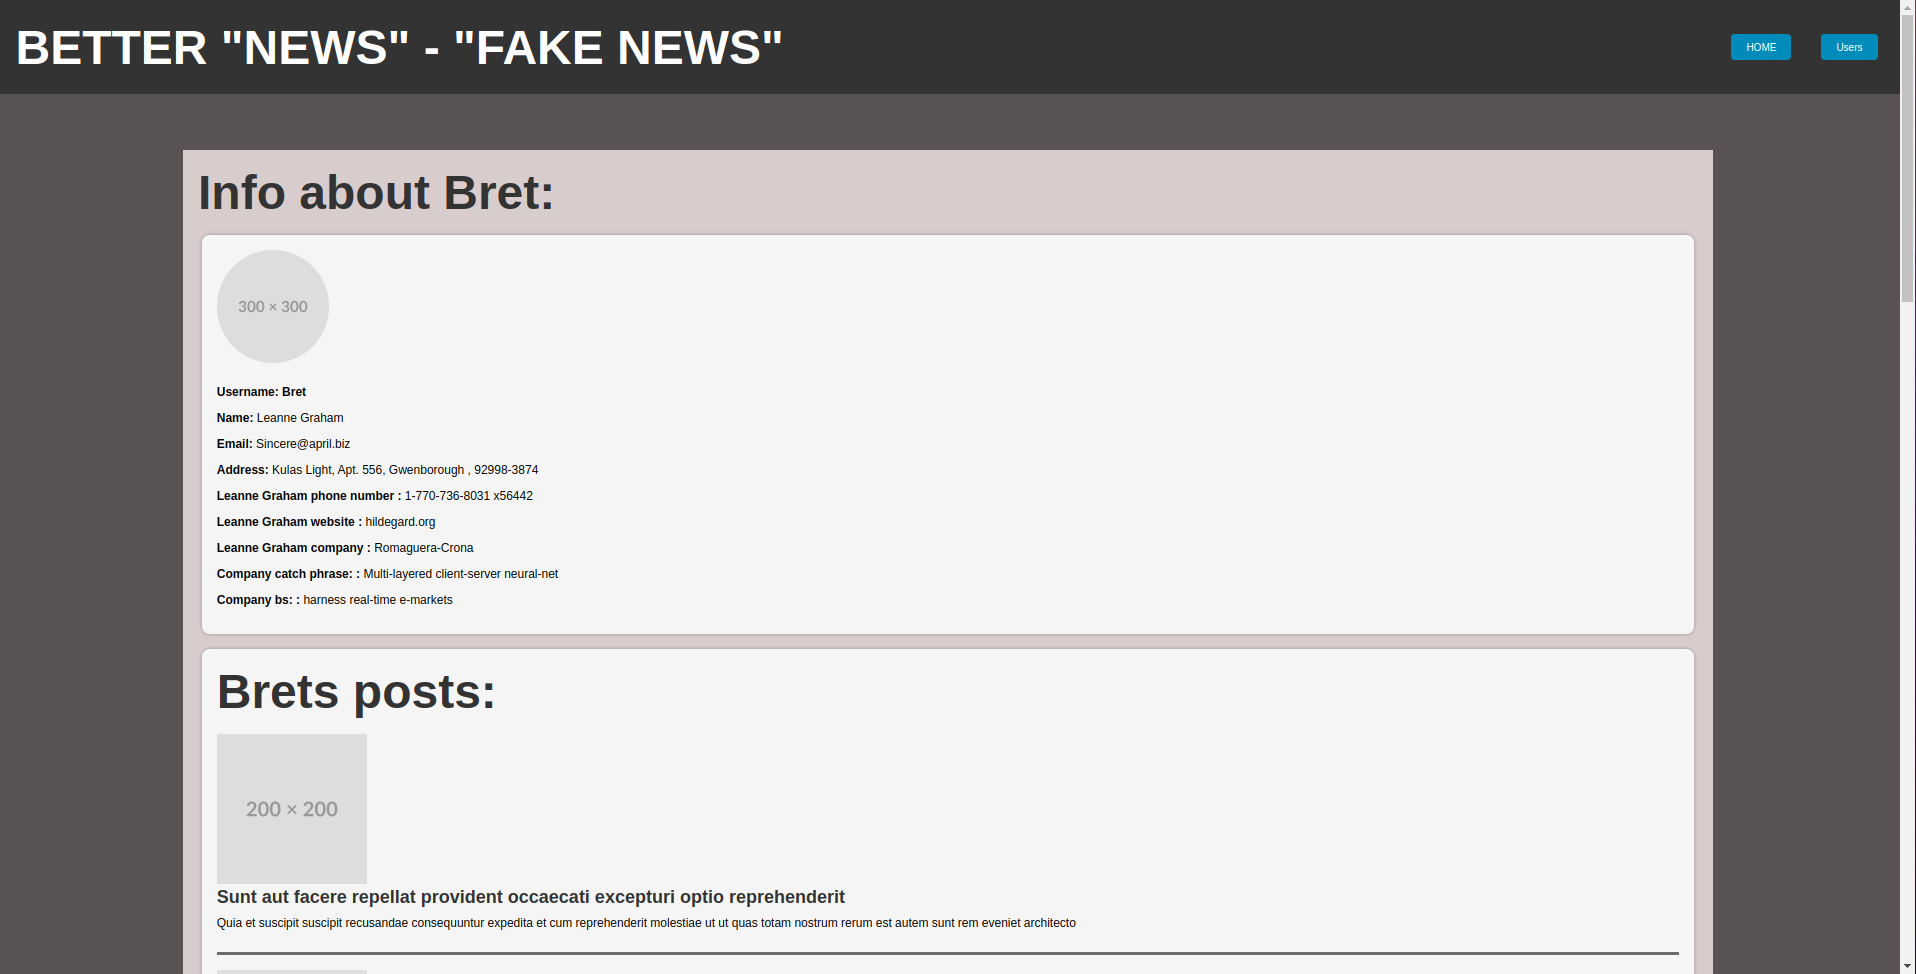 BETTER "NEWS" - "FAKE NEWS"
HOME
Users
Info about Bret:
300 × 300
Username: Bret
Name: Leanne Graham
Email: Sincere@april.biz
Address: Kulas Light, Apt. 556, Gwenborough , 92998-3874
Leanne Graham phone number : 1-770-736-8031 x56442
Leanne Graham website : hildegard.org
Leanne Graham company : Romaguera-Crona
Company catch phrase: : Multi-layered client-server neural-net
Company bs: : harness real-time e-markets
Brets posts:
200 × 200
Sunt aut facere repellat provident occaecati excepturi optio reprehenderit
Quia et suscipit suscipit recusandae consequuntur expedita et cum reprehenderit molestiae ut ut quas totam nostrum rerum est autem sunt rem eveniet architecto